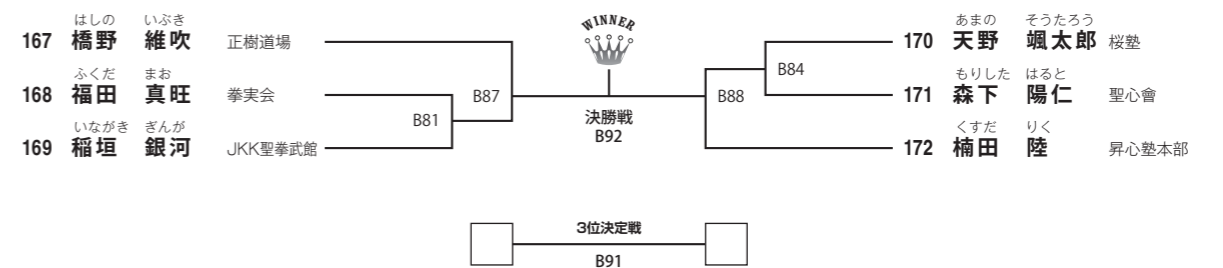 はしの いぶき
167 橋野 維吹 正樹道場
ふくだ まお
168 福田 真旺 拳実会
いながき ぎんが
169 稲垣 銀河 JKK聖拳武館
B81
B87
WINNER
決勝戦
B92
B88
B84
あまの そうたろう
170 天野 颯太郎 桜塾
もりした はると
171 森下 陽仁 聖心會
くすだ りく
172 楠田 陸 昇心塾本部
3位決定戦
B91